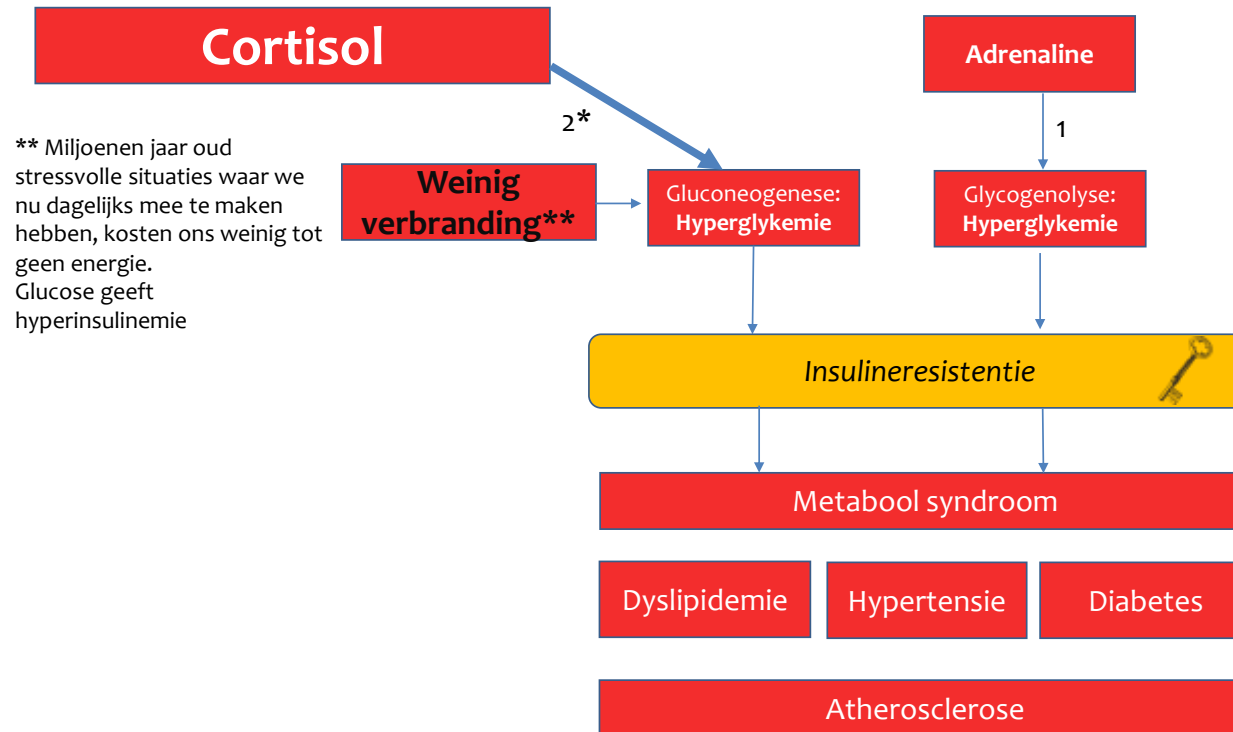 Cortisol
Adrenaline
2*
1
** Miljoenen jaar oud
stressvolle situaties waar we
nu dagelijks mee te maken
hebben, kosten ons weinig tot
geen energie.
Glucose geeft
hyperinsulinemie
Weinig
verbranding**
Gluconeogenese:
Hyperglykemie
Glycogenolyse:
Hyperglykemie
Insulineresistentie
Metabool syndroom
Dyslipidemie
Hypertensie
Diabetes
Atherosclerose